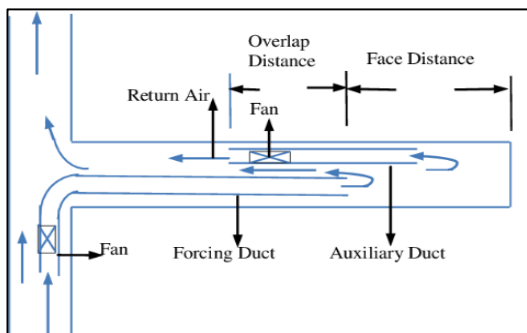 Overlap
Distance
Face Distance
Return Air
Fan
Fan
Forcing Duct
Auxiliary Duct